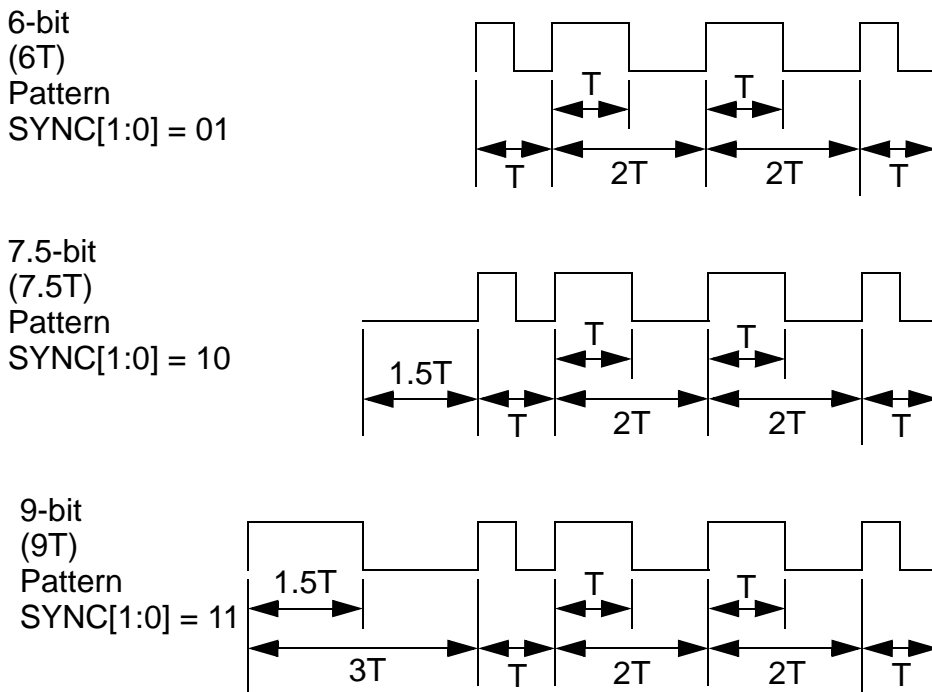 6-bit
(6T)
Pattern
SYNC[1:0] = 01
T T
T 2T 2T T
7.5-bit
(7.5T)
Pattern
SYNC[1:0] = 10
T T
1.5T
T 2T 2T T
9-bit
(9T)
Pattern
SYNC[1:0] = 11
1.5T T T
3T T 2T 2T T